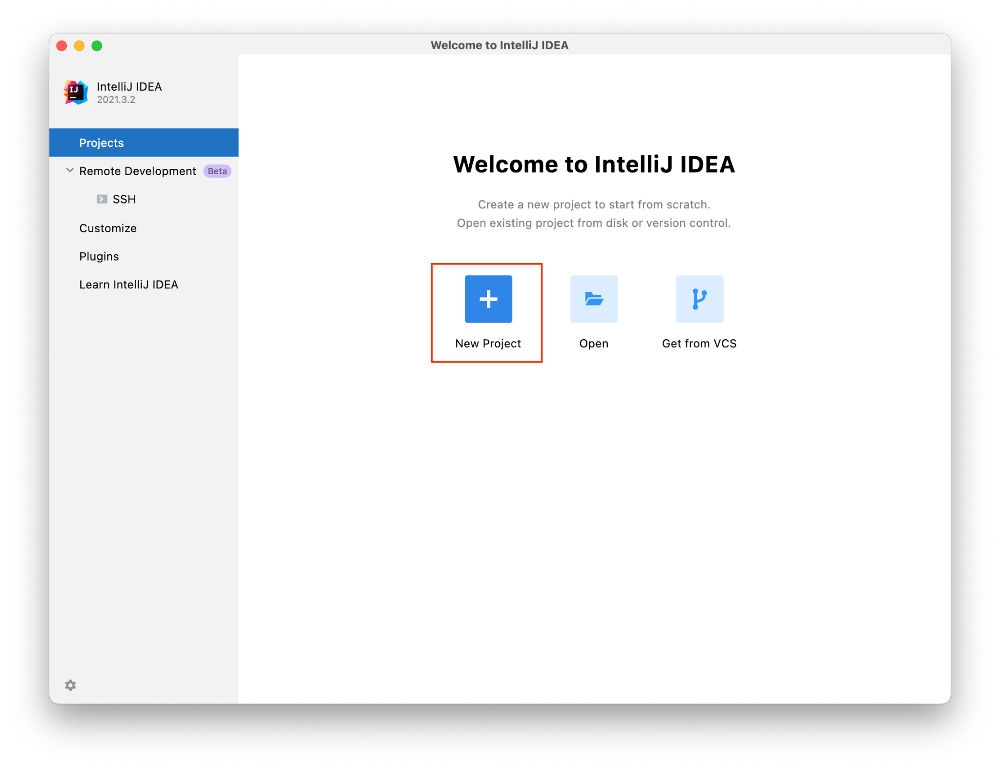 Welcome to IntelliJ IDEA
IJ
IntelliJ IDEA
2021.3.2
Projects
Remote Development Beta
SSH
Customize
Plugins
Learn IntelliJ IDEA
Welcome to IntelliJ IDEA
Create a new project to start from scratch.
Open existing project from disk or version control.
New Project
Open
Get from VCS